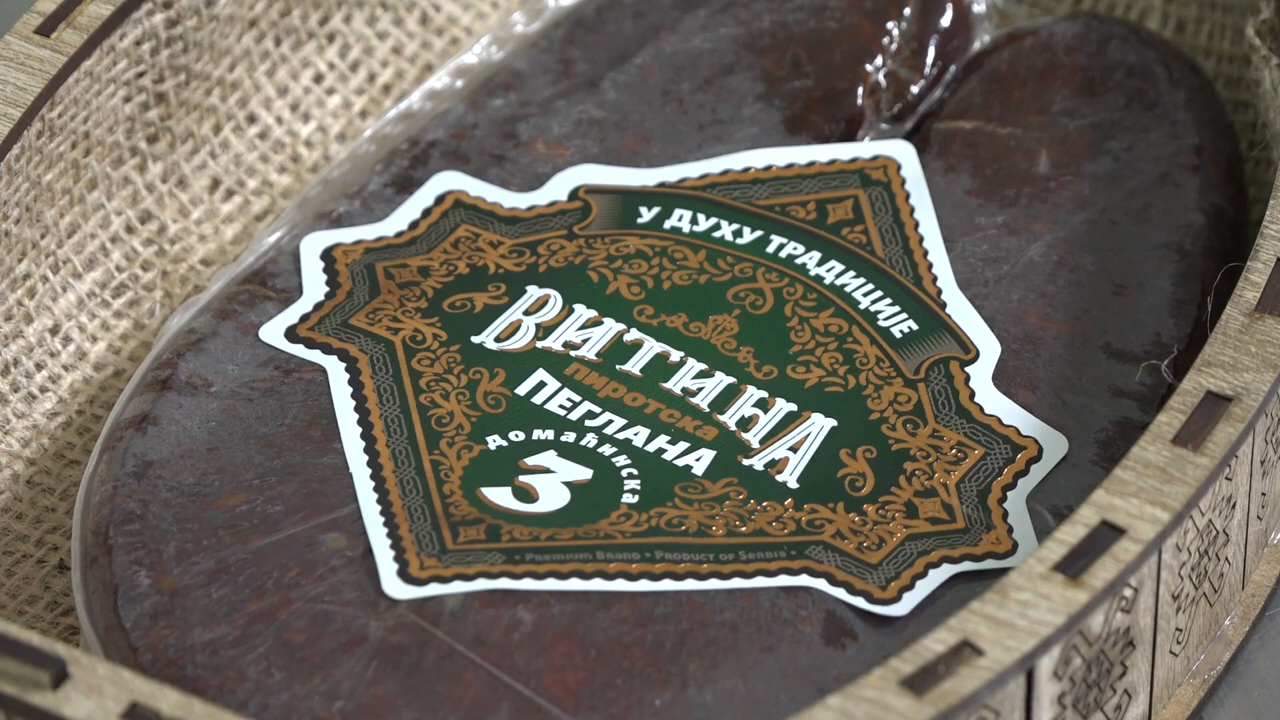 У ДУХУ ТРАДИЦИЈЕ
ВИТИНА
пиротска
ПЕГЛАНА
домаћинска
3
• Premium Brand • Product of Serbia •